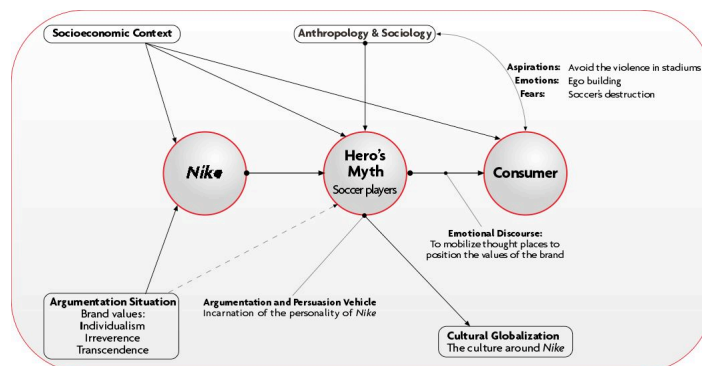 Socioeconomic Context
Anthropology & Sociology
Aspirations: Avoid the violence in stadiums
Emotions: Ego building
Fears: Soccer's destruction
Nike
Hero's
Myth
Soccer players
Consumer
Emotional Discourse:
To mobilize thought places to
position the values of the brand
Argumentation Situation
Brand values:
Individualism
Irreverence
Transcendence
Argumentation and Persuasion Vehicle
Incarnation of the personality of Nike
Cultural Globalization
The culture around Nike